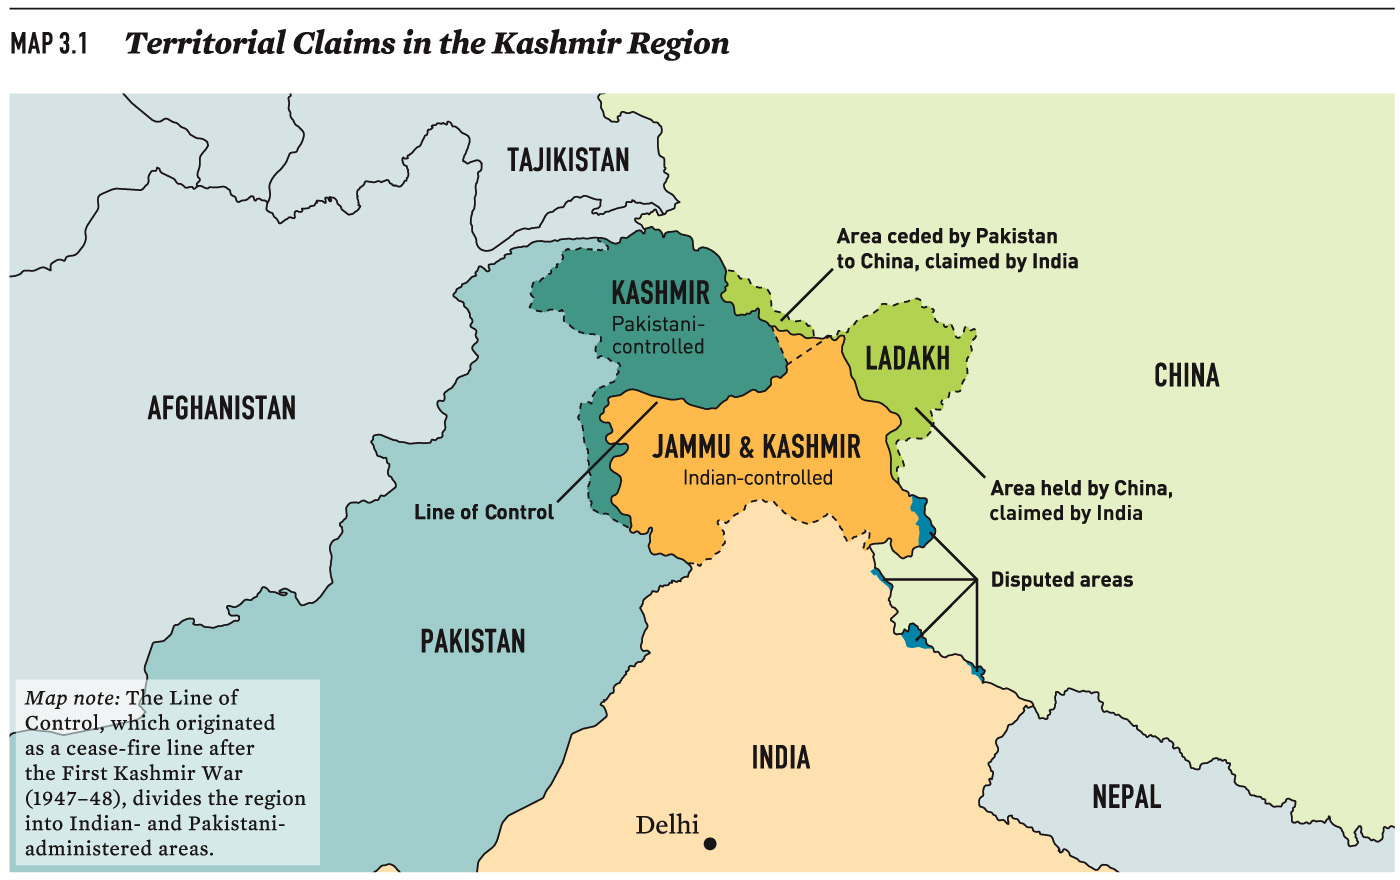 MAP 3.1 Territorial Claims in the Kashmir Region
TAJIKISTAN
Area ceded by Pakistan
to China, claimed by India
KASHMIR
Pakistani-
controlled
LADAKH
CHINA
AFGHANISTAN
JAMMU & KASHMIR
Indian-controlled
Line of Control
Area held by China,
claimed by India
Disputed areas
PAKISTAN
Map note: The Line of
Control, which originated
as a cease-fire line after
the First Kashmir War
(1947–48), divides the region
into Indian- and Pakistani-
administered areas.
INDIA
NEPAL
Delhi